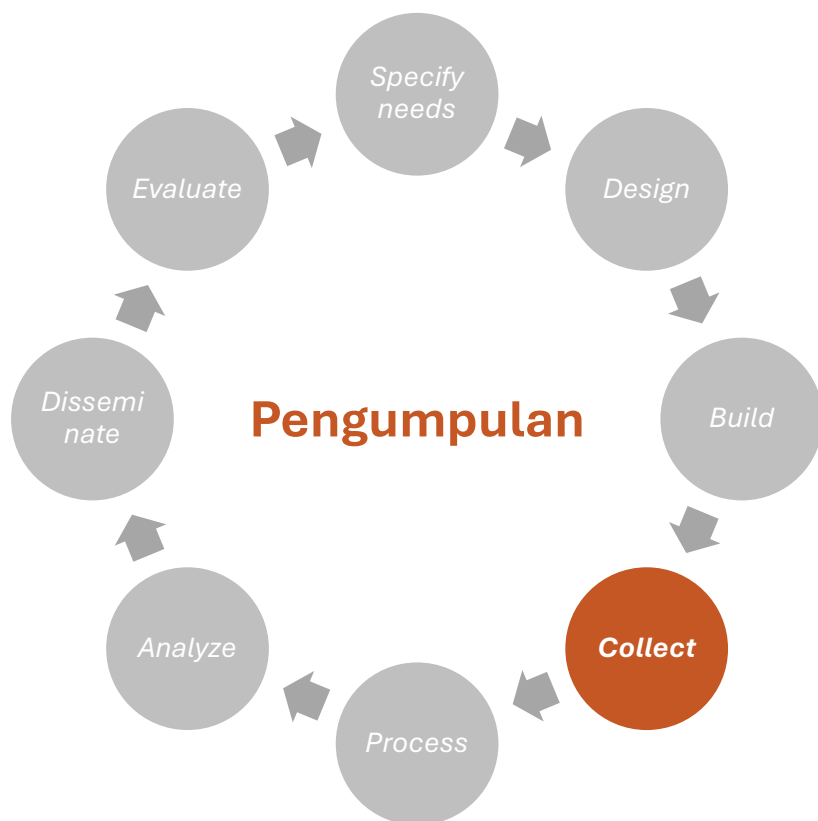 Specify
needs
Design
Build
Collect
Process
Analyze
Dissemi
nate
Evaluate
Pengumpulan